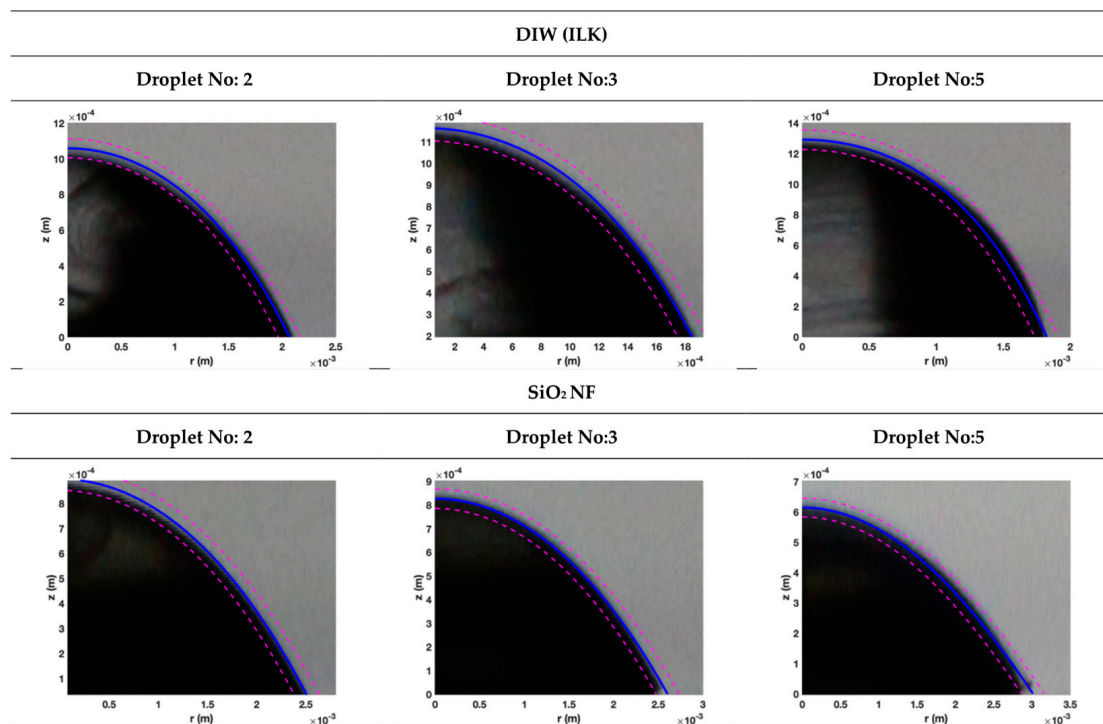 DIW (ILK)
Droplet No: 2 Droplet No:3 Droplet No:5
×10⁻⁴ ×10⁻⁴ ×10⁻⁴
12 14
11
12
10 10
9 10
8
8
z (m) z (m) z (m)
7
6 8
6
6
5
4 4
4
2 3 2
0 2 0
0 0.5 1 1.5 2 2.5 2 4 6 8 10 12 14 16 18 0 0.5 1 1.5 2
r (m) ×10⁻³ r (m) ×10⁻⁴ r (m) ×10⁻³
SiO₂ NF
Droplet No: 2 Droplet No:3 Droplet No:5
×10⁻⁴ ×10⁻⁴ ×10⁻⁴
9 7
8 8 6
7 7
5
6 6
z (m) z (m) z (m)
5 5 4
4 4 3
3 3
2
2 2
1 1 1
0 0
0.5 1 1.5 2 2.5 0 0.5 1 1.5 2 2.5 3 0 0.5 1 1.5 2 2.5 3 3.5
r (m) ×10⁻³ r (m) ×10⁻³ r (m) ×10⁻³